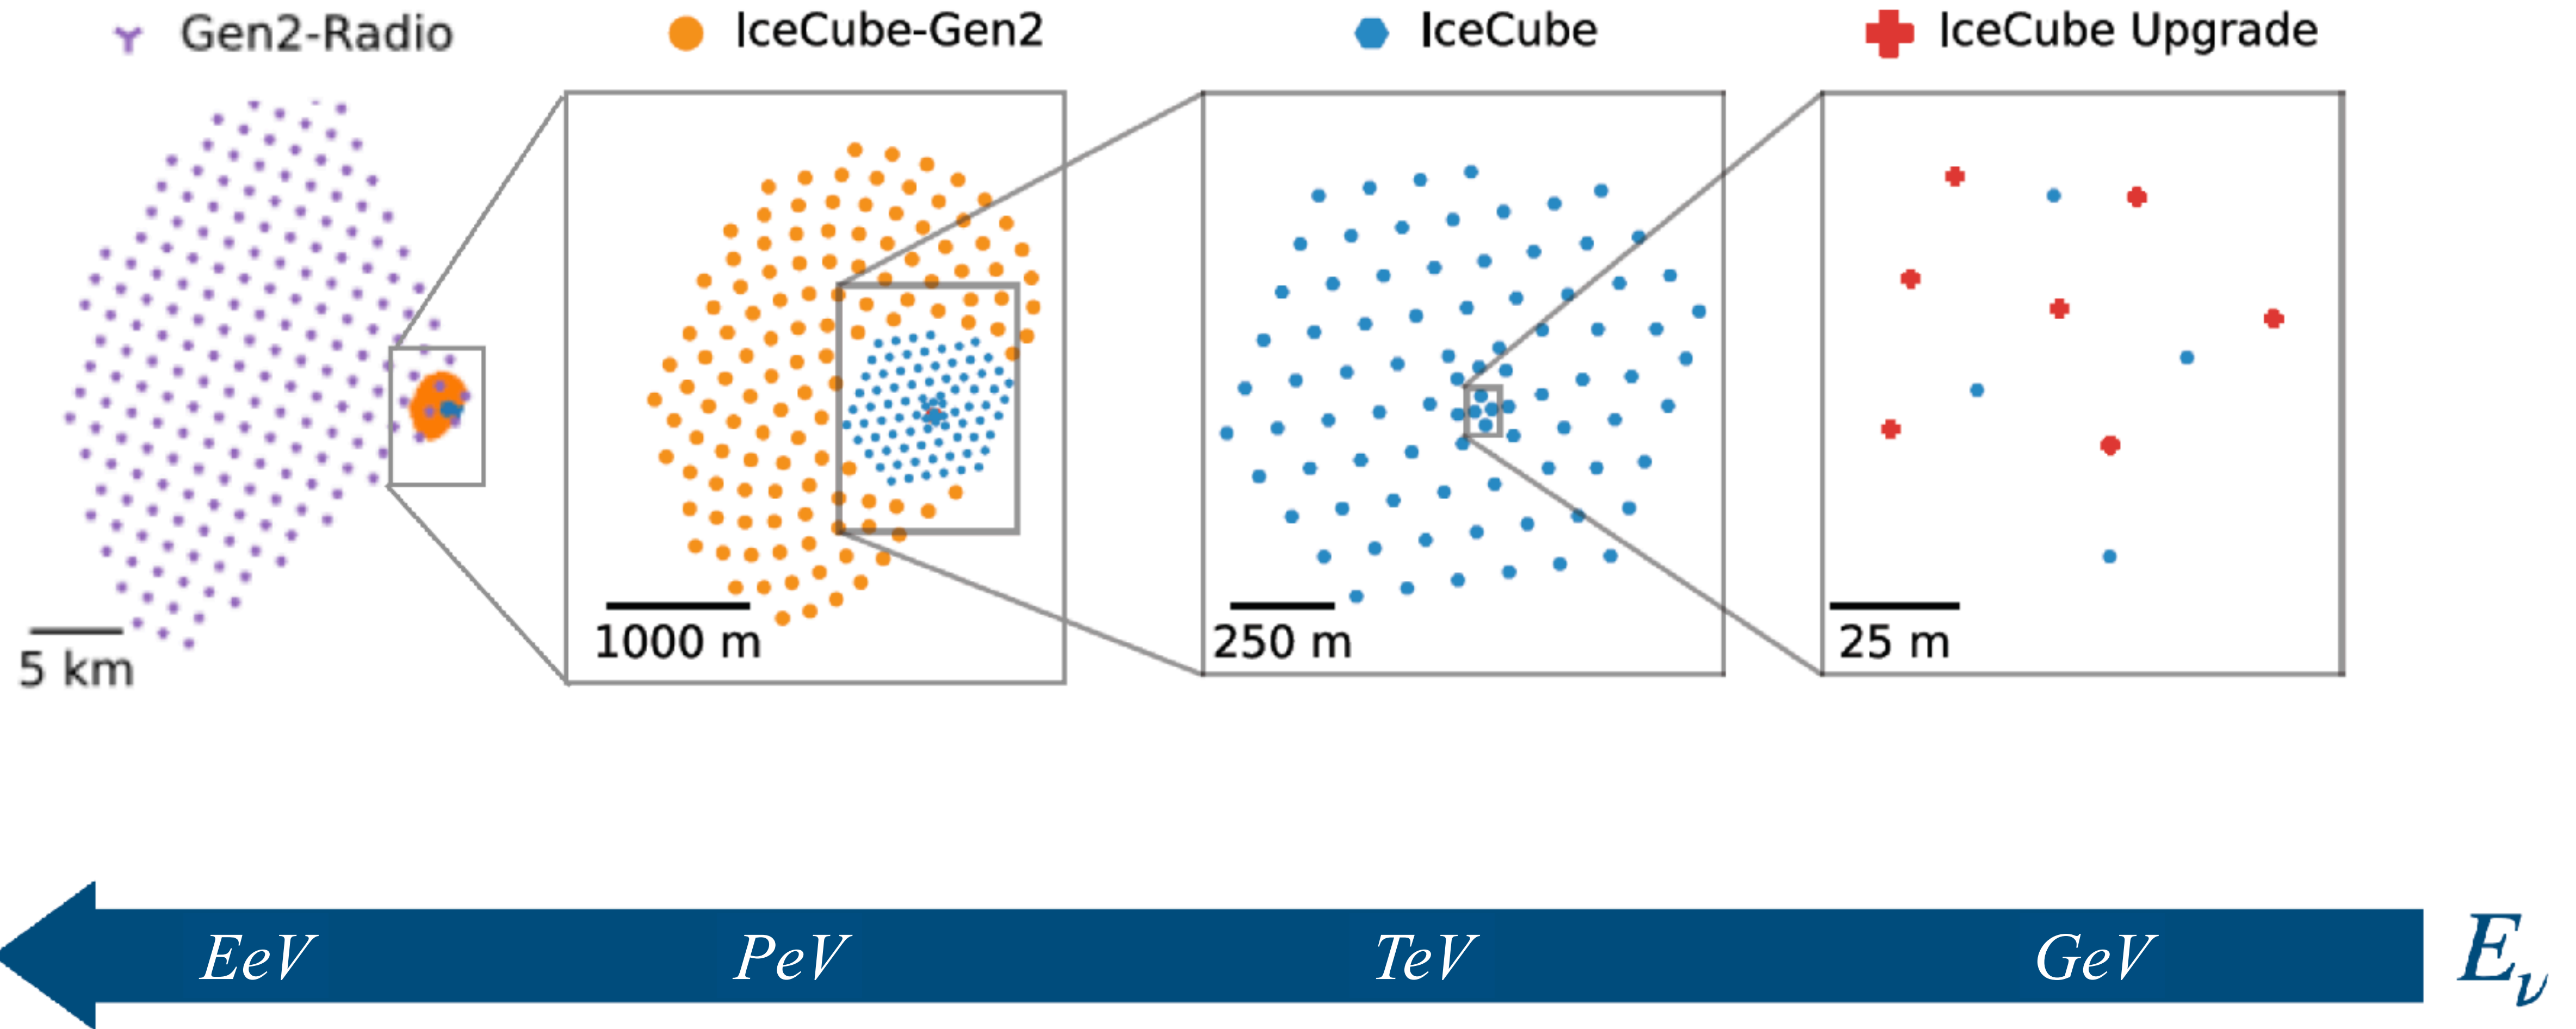 Gen2-Radio
IceCube-Gen2
IceCube
IceCube Upgrade
5 km
1000 m
250 m
25 m
EeV
PeV
TeV
GeV
Eν